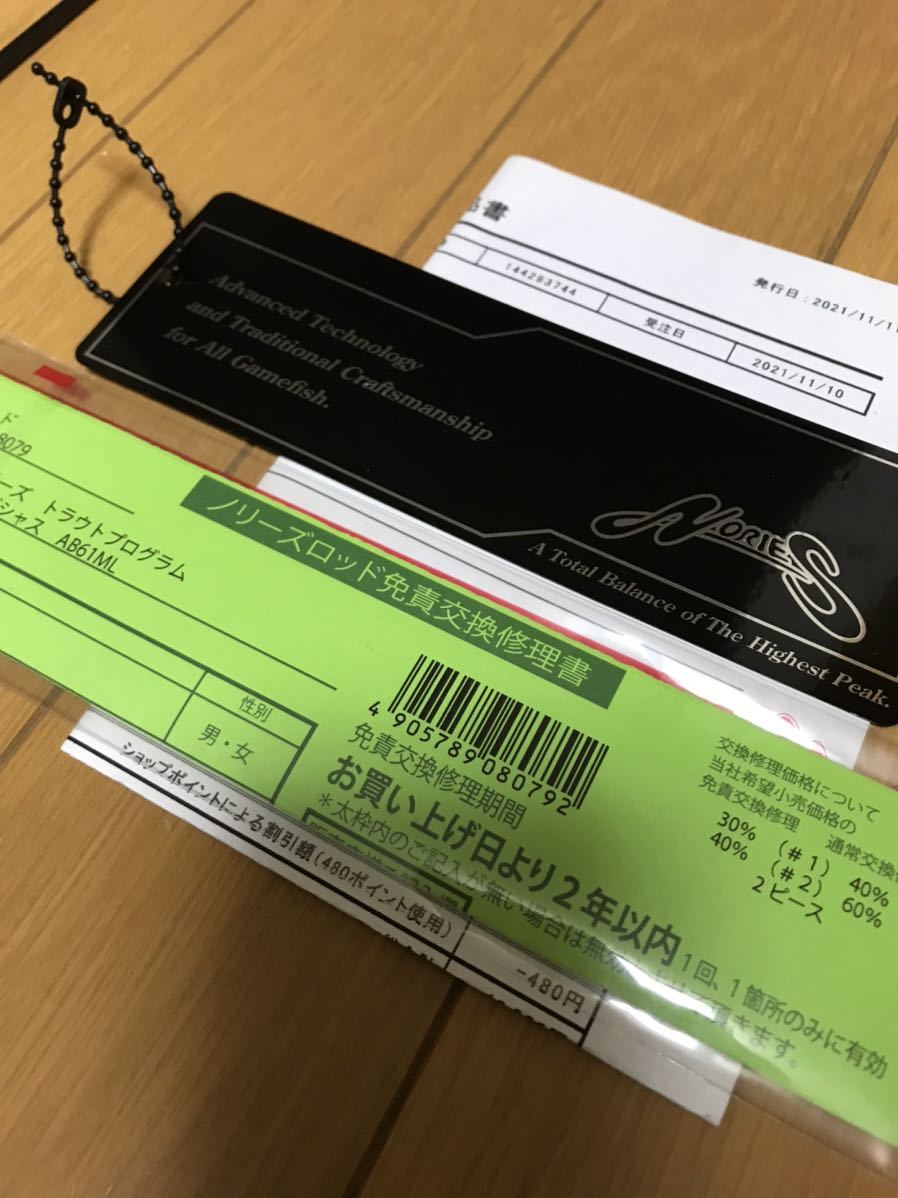 書
144283744
発行日：2021/11/11
受注日
2021/11/10
Advanced Technology
and Traditional Craftsmanship
for All Gamefish.
NORIES
A Total Balance of The Highest Peak.
ド
8079
ーズ トラウトプログラム
ジャス AB61ML
ノリーズロッド免責交換修理書
性別
男・女
4905789080792
免責交換修理期間
お買い上げ日より2年以内
1回、1箇所のみに有効
*太枠内のご記入が無い場合は無効
頂きます。
交換修理価格について
当社希望小売価格の
免責交換修理 通常交換修
30% (#1) 40%
40% (#2) 60%
2ピース
ショップポイントによる割引額(480ポイント使用)
-480円